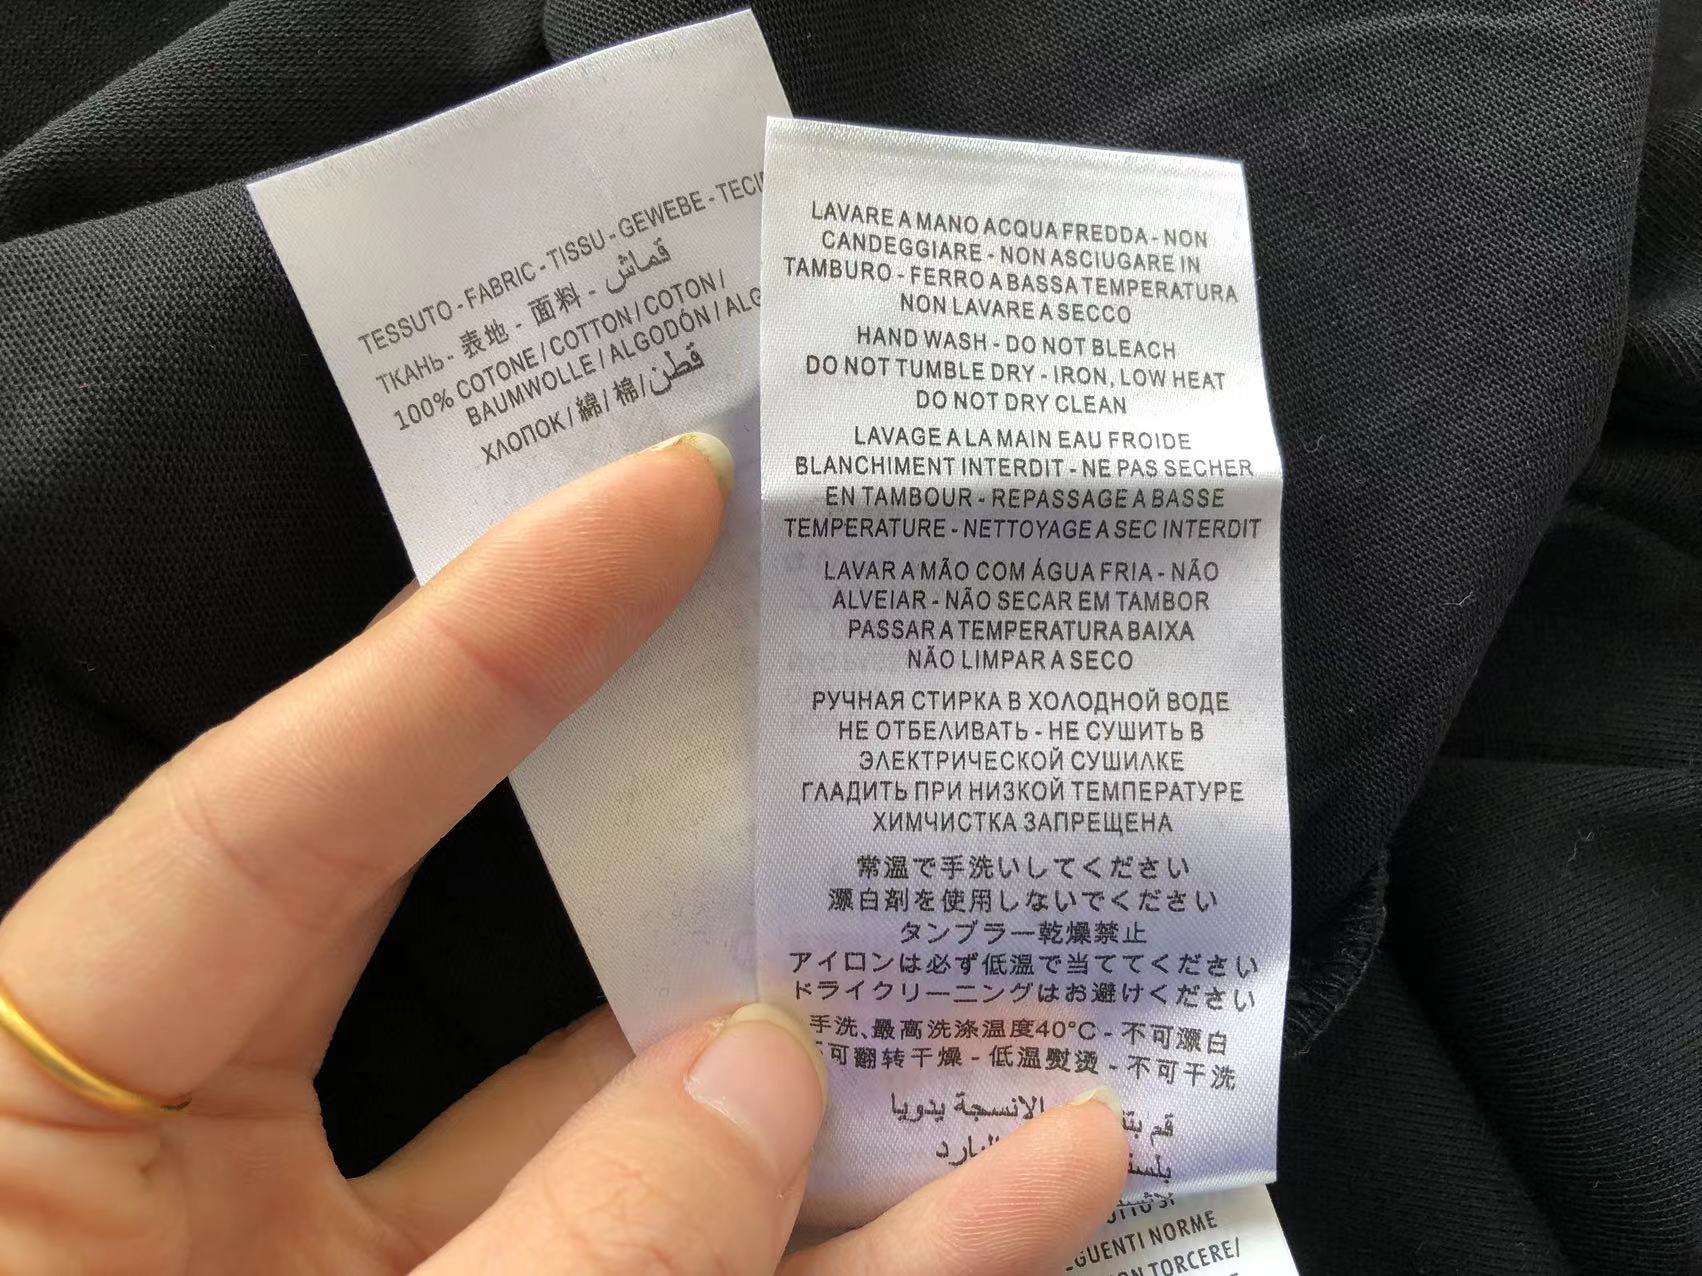 TESSUTO - FABRIC - TISSU - GEWEBE -
ТКАНЬ - 表地 - 面料 - قماش
100% COTONE / COTTON / COTON /
BAUMWOLLE / ALGODÓN /
ХЛОПОК / 綿 / 棉 / قطن
LAVARE A MANO ACQUA FREDDA - NON
CANDEGGIARE - NON ASCIUGARE IN
TAMBURO - FERRO A BASSA TEMPERATURA
NON LAVARE A SECCO
HAND WASH - DO NOT BLEACH
DO NOT TUMBLE DRY - IRON, LOW HEAT
DO NOT DRY CLEAN
LAVAGE A LA MAIN EAU FROIDE
BLANCHIMENT INTERDIT - NE PAS SECHER
EN TAMBOUR - REPASSAGE A BASSE
TEMPERATURE - NETTOYAGE A SEC INTERDIT
LAVAR A MÃO COM ÁGUA FRIA - NÃO
ALVEIAR - NÃO SECAR EM TAMBOR
PASSAR A TEMPERATURA BAIXA
NÃO LIMPAR A SECO
РУЧНАЯ СТИРКА В ХОЛОДНОЙ ВОДЕ
НЕ ОТБЕЛИВАТЬ - НЕ СУШИТЬ В
ЭЛЕКТРИЧЕСКОЙ СУШИЛКЕ
ГЛАДИТЬ ПРИ НИЗКОЙ ТЕМПЕРАТУРЕ
ХИМЧИСТКА ЗАПРЕЩЕНА
常温で手洗いしてください
漂白剤を使用しないでください
タンブラー乾燥禁止
アイロンは必ず低温で当ててください
ドライクリーニングはお避けください
手洗、最高洗涤温度40°C - 不可漂白
可翻转干燥 - 低温熨烫 - 不可干洗
قم الانسجة يدويا
NORME
TORCERE/